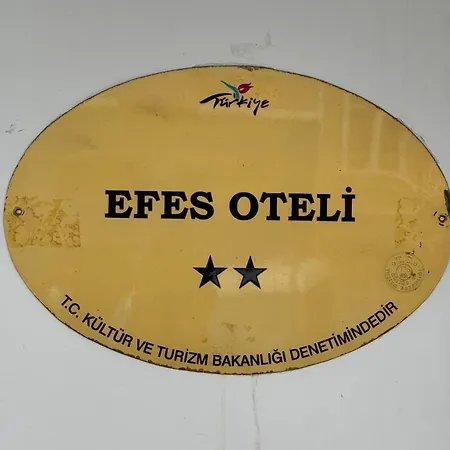 Türkiye
EFES OTELİ
T.C. KÜLTÜR VE TURİZM BAKANLIĞI DENETİMİNDEDİR